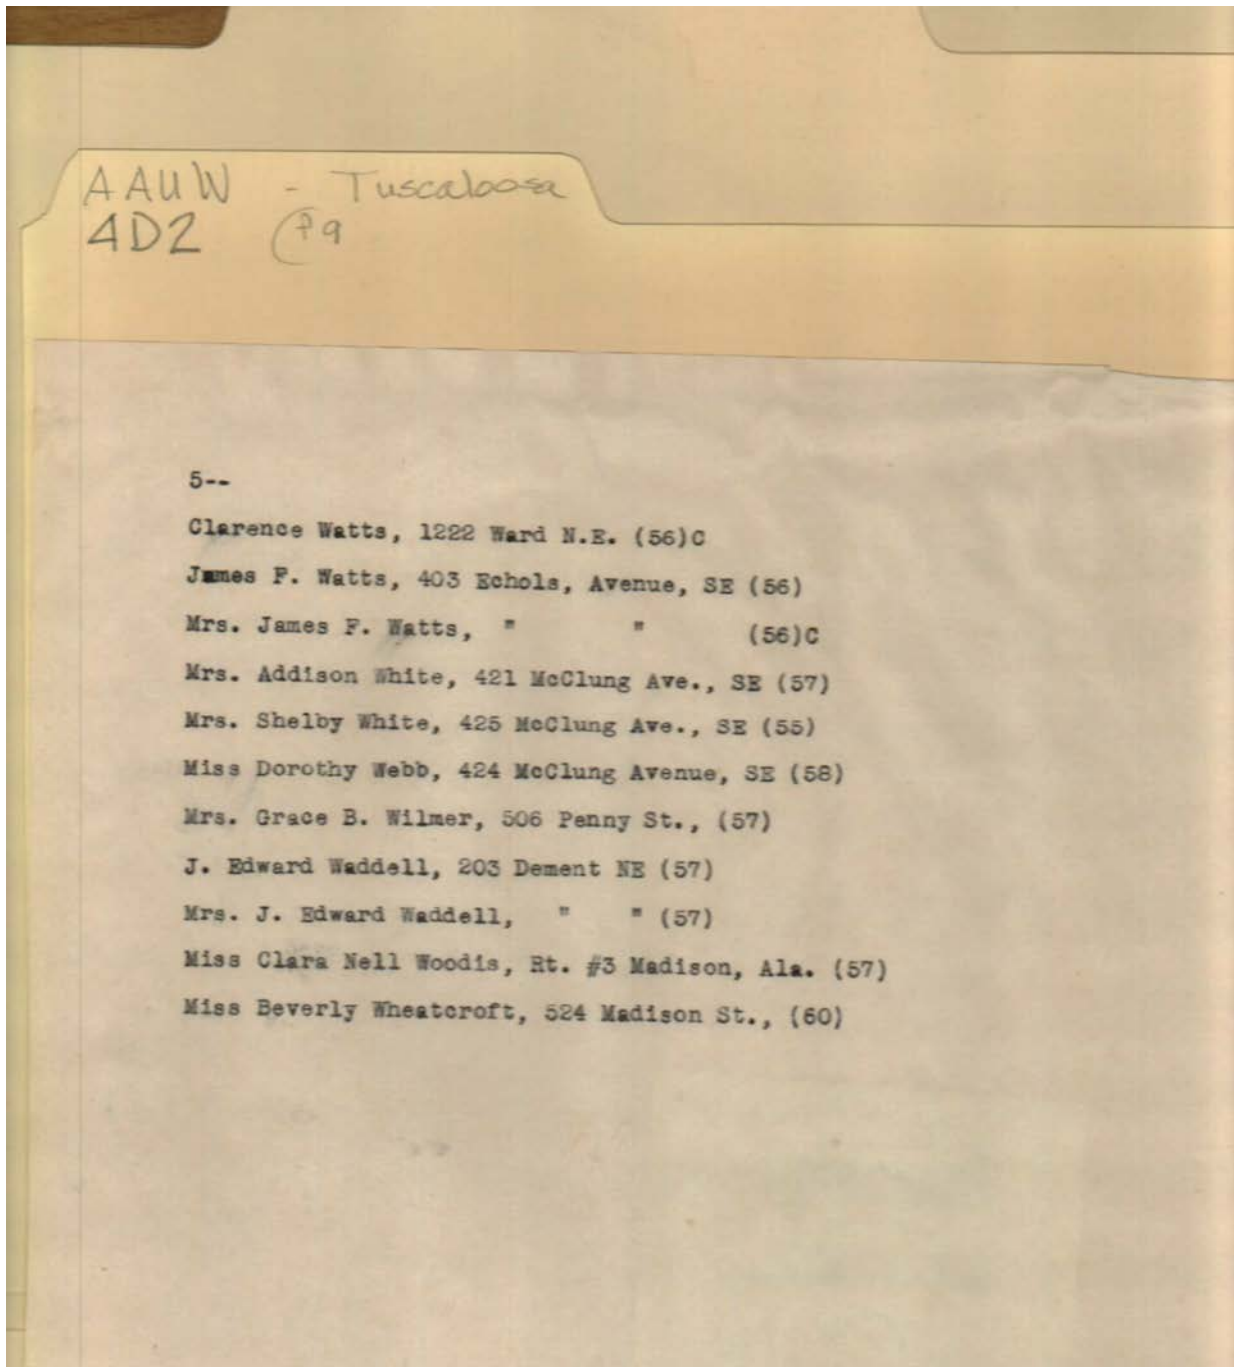 AAUW - Tuscaloosa
4D2 (P9
5--
Clarence Watts, 1222 Ward N.E. (56)C
James F. Watts, 403 Echols, Avenue, SE (56)
Mrs. James F. Watts, " " (56)C
Mrs. Addison White, 421 McClung Ave., SE (57)
Mrs. Shelby White, 425 McClung Ave., SE (55)
Miss Dorothy Webb, 424 McClung Avenue, SE (58)
Mrs. Grace B. Wilmer, 506 Penny St., (57)
J. Edward Waddell, 203 Dement NE (57)
Mrs. J. Edward Waddell, " " (57)
Miss Clara Nell Woodis, Rt. #3 Madison, Ala. (57)
Miss Beverly Wheatcroft, 524 Madison St., (60)